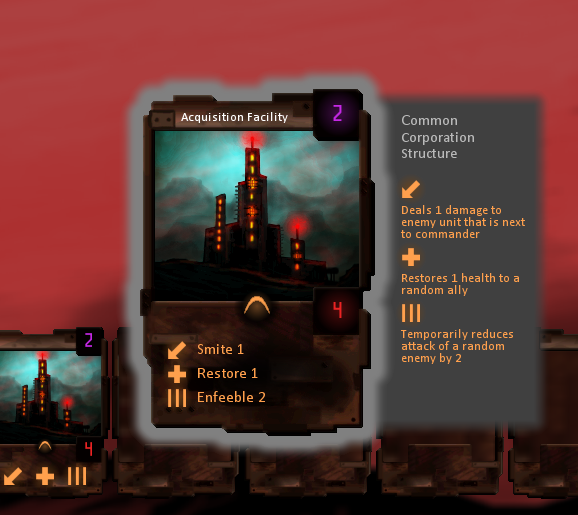 Acquisition Facility
2
4
Smite 1
Restore 1
Enfeeble 2
Common
Corporation
Structure
Deals 1 damage to
enemy unit that is next
to commander
Restores 1 health to a
random ally
Temporarily reduces
attack of a random
enemy by 2
2
4